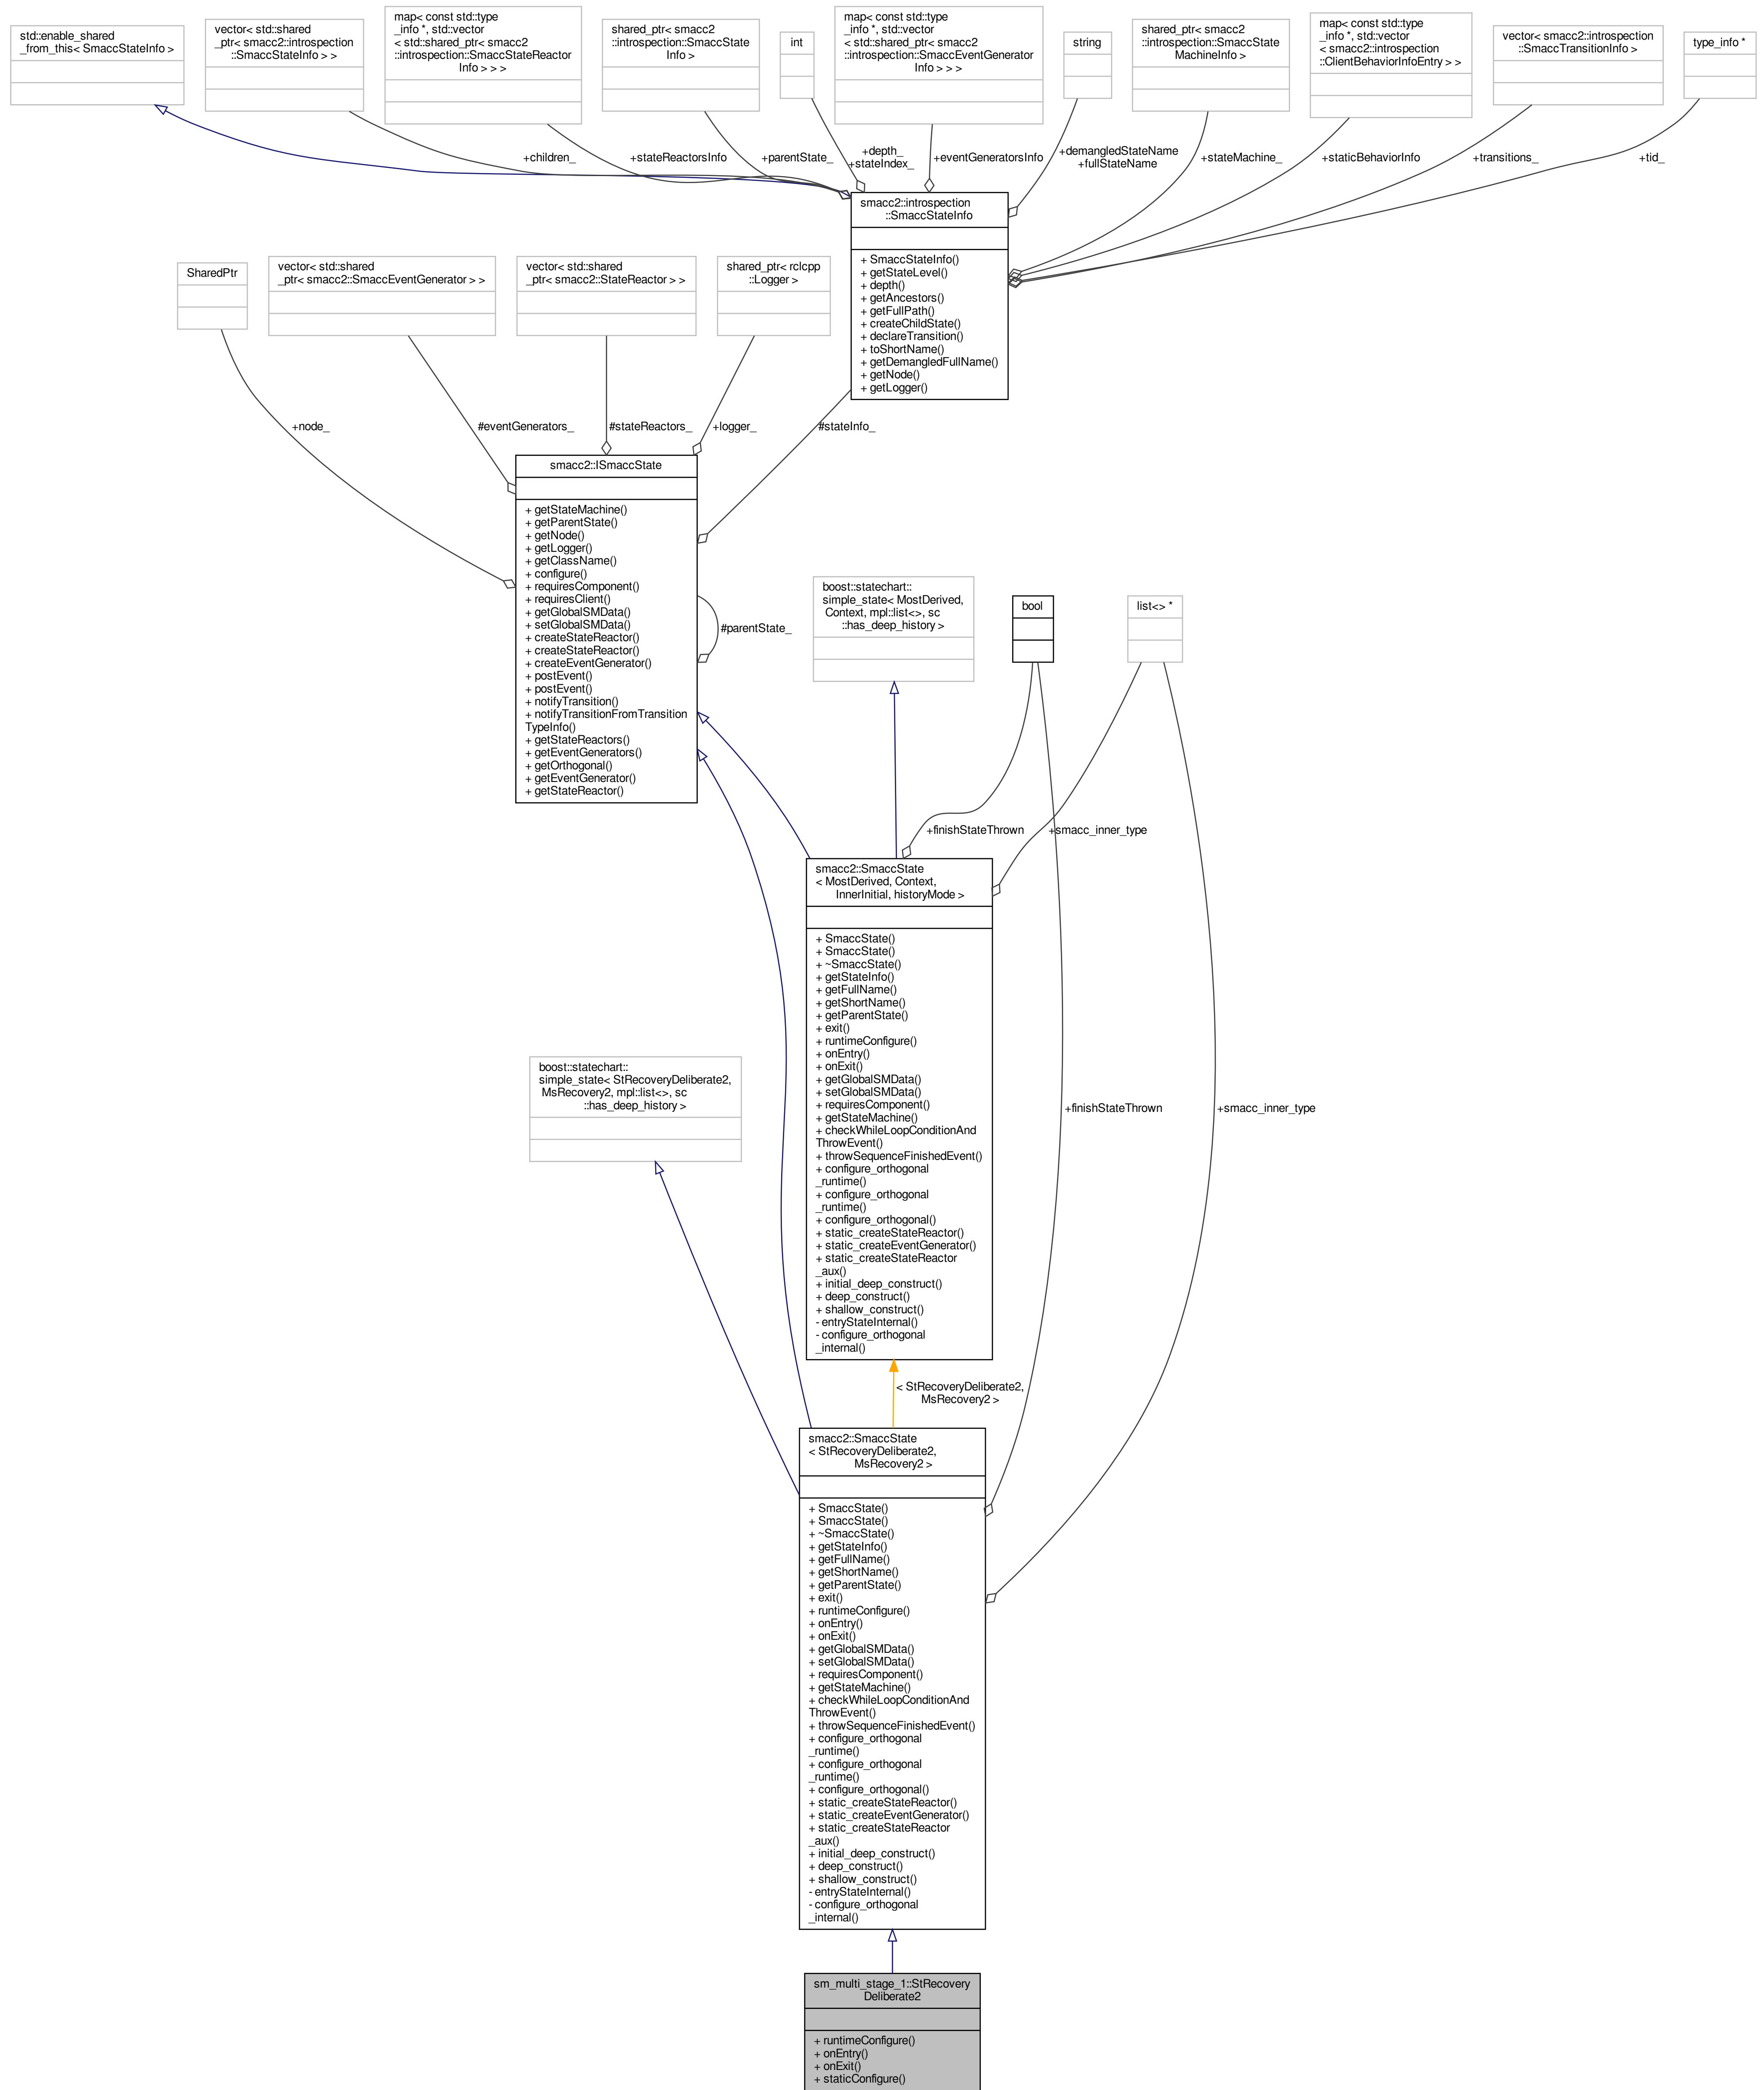 std::enable_shared
_from_this< SmaccStateInfo >
vector< std::shared
_ptr< smacc2::introspection
::SmaccStateInfo > >
map< const std::type
_info *, std::vector
< std::shared_ptr< smacc2
::introspection::SmaccStateReactor
Info > > >
shared_ptr< smacc2
::introspection::SmaccState
Info >
int
map< const std::type
_info *, std::vector
< std::shared_ptr< smacc2
::introspection::SmaccEventGenerator
Info > > >
string
shared_ptr< smacc2
::introspection::SmaccState
MachineInfo >
map< const std::type
_info *, std::vector
< smacc2::introspection
::ClientBehaviorInfoEntry > >
vector< smacc2::introspection
::SmaccTransitionInfo >
type_info *
+children_
+stateReactorsInfo
+parentState_
+depth_
+stateIndex_
+eventGeneratorsInfo
+demangledStateName
+fullStateName
+stateMachine_
+staticBehaviorInfo
+transitions_
+tid_
smacc2::introspection
::SmaccStateInfo
+ SmaccStateInfo()
+ getStateLevel()
+ depth()
+ getAncestors()
+ getFullPath()
+ createChildState()
+ declareTransition()
+ toShortName()
+ getDemangledFullName()
+ getNode()
+ getLogger()
SharedPtr
vector< std::shared
_ptr< smacc2::SmaccEventGenerator > >
vector< std::shared
_ptr< smacc2::StateReactor > >
shared_ptr< rclcpp
::Logger >
+node_
#eventGenerators_
#stateReactors_
+logger_
#stateInfo_
smacc2::ISmaccState
+ getStateMachine()
+ getParentState()
+ getNode()
+ getLogger()
+ getClassName()
+ configure()
+ requiresComponent()
+ requiresClient()
+ getGlobalSMData()
+ setGlobalSMData()
+ createStateReactor()
+ createStateReactor()
+ createEventGenerator()
+ postEvent()
+ postEvent()
+ notifyTransition()
+ notifyTransitionFromTransition
TypeInfo()
+ getStateReactors()
+ getEventGenerators()
+ getOrthogonal()
+ getEventGenerator()
+ getStateReactor()
#parentState_
boost::statechart::
simple_state< MostDerived,
Context, mpl::list<>, sc
::has_deep_history >
bool
list<> *
+finishStateThrown
+smacc_inner_type
smacc2::SmaccState
< MostDerived, Context,
InnerInitial, historyMode >
+ SmaccState()
+ SmaccState()
+ ~SmaccState()
+ getStateInfo()
+ getFullName()
+ getShortName()
+ getParentState()
+ exit()
+ runtimeConfigure()
+ onEntry()
+ onExit()
+ getGlobalSMData()
+ setGlobalSMData()
+ requiresComponent()
+ getStateMachine()
+ checkWhileLoopConditionAnd
ThrowEvent()
+ throwSequenceFinishedEvent()
+ configure_orthogonal
_runtime()
+ configure_orthogonal
_runtime()
+ configure_orthogonal()
+ static_createStateReactor()
+ static_createEventGenerator()
+ static_createStateReactor
_aux()
+ initial_deep_construct()
+ deep_construct()
+ shallow_construct()
- entryStateInternal()
- configure_orthogonal
_internal()
boost::statechart::
simple_state< StRecoveryDeliberate2,
MsRecovery2, mpl::list<>, sc
::has_deep_history >
+finishStateThrown
+smacc_inner_type
< StRecoveryDeliberate2,
MsRecovery2 >
smacc2::SmaccState
< StRecoveryDeliberate2,
MsRecovery2 >
+ SmaccState()
+ SmaccState()
+ ~SmaccState()
+ getStateInfo()
+ getFullName()
+ getShortName()
+ getParentState()
+ exit()
+ runtimeConfigure()
+ onEntry()
+ onExit()
+ getGlobalSMData()
+ setGlobalSMData()
+ requiresComponent()
+ getStateMachine()
+ checkWhileLoopConditionAnd
ThrowEvent()
+ throwSequenceFinishedEvent()
+ configure_orthogonal
_runtime()
+ configure_orthogonal
_runtime()
+ configure_orthogonal()
+ static_createStateReactor()
+ static_createEventGenerator()
+ static_createStateReactor
_aux()
+ initial_deep_construct()
+ deep_construct()
+ shallow_construct()
- entryStateInternal()
- configure_orthogonal
_internal()
sm_multi_stage_1::StRecovery
Deliberate2
+ runtimeConfigure()
+ onEntry()
+ onExit()
+ staticConfigure()